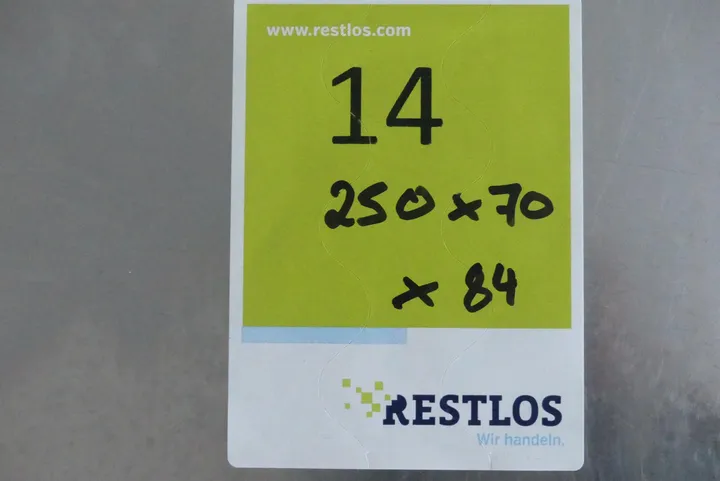 www.restlos.com
14
250 x 70
x 84
RESTLOS
Wir handeln.